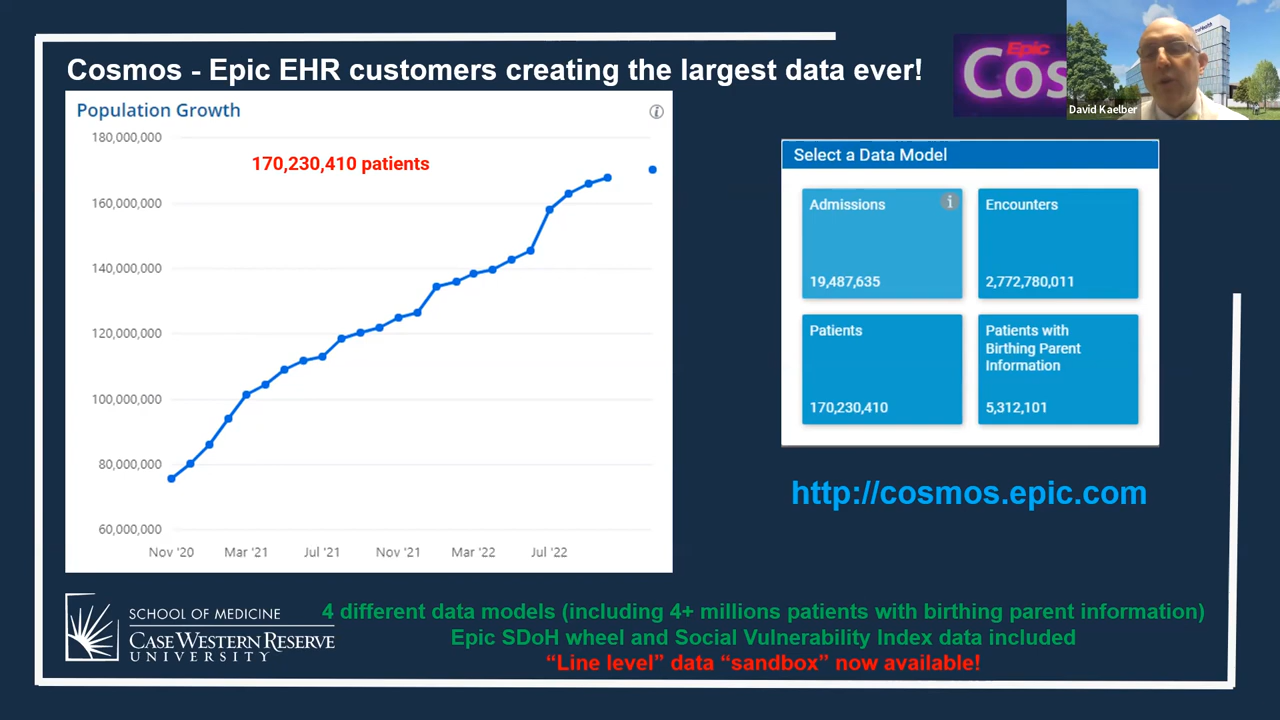 Cosmos - Epic EHR customers creating the largest data ever!
Epic
Cos
David Kaelber
Population Growth
170,230,410 patients
180,000,000
160,000,000
140,000,000
120,000,000
100,000,000
80,000,000
60,000,000
Nov '20 Mar '21 Jul '21 Nov '21 Mar '22 Jul '22
Select a Data Model
Admissions
19,487,635
Encounters
2,772,780,011
Patients
170,230,410
Patients with
Birthing Parent
Information
5,312,101
http://cosmos.epic.com
SCHOOL OF MEDICINE
CASE WESTERN RESERVE
UNIVERSITY
4 different data models (including 4+ millions patients with birthing parent information)
Epic SDoH wheel and Social Vulnerability Index data included
“Line level” data “sandbox” now available!